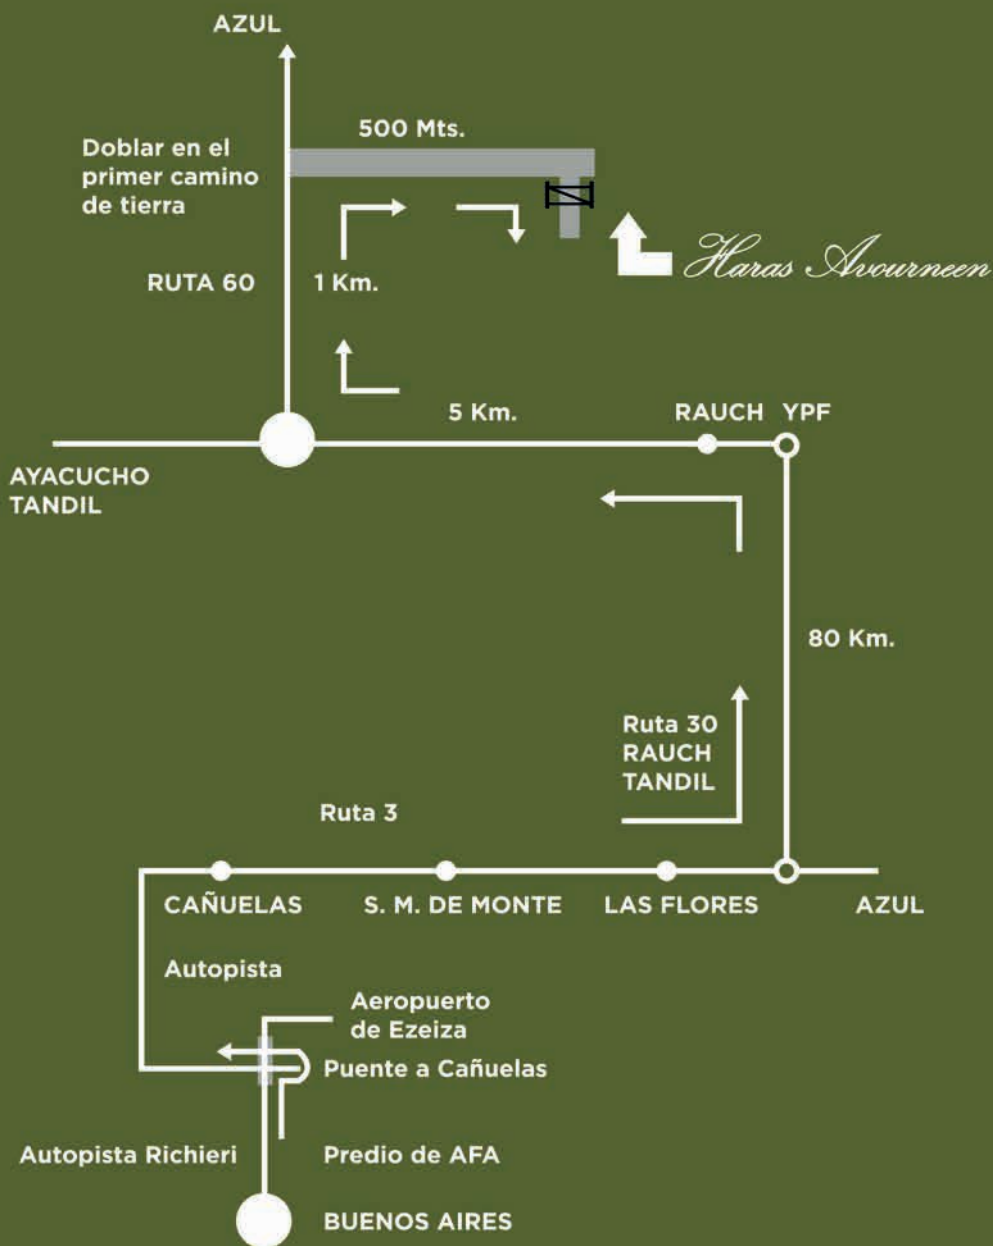 AZUL
500 Mts.
Doblar en el
primer camino
de tierra
Haras Avourneen
RUTA 60
1 Km.
5 Km.
RAUCH
YPF
AYACUCHO
TANDIL
80 Km.
Ruta 30
RAUCH
TANDIL
Ruta 3
CAÑUELAS
S. M. DE MONTE
LAS FLORES
AZUL
Autopista
Aeropuerto
de Ezeiza
Puente a Cañuelas
Autopista Richieri
Predio de AFA
BUENOS AIRES